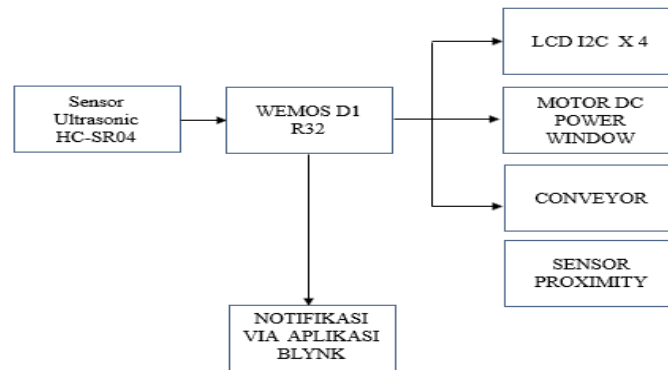 Sensor
Ultrasonic
HC-SR04
WEMOS D1
R32
LCD I2C X 4
MOTOR DC
POWER
WINDOW
CONVEYOR
SENSOR
PROXIMITY
NOTIFIKASI
VIA APLIKASI
BLYNK